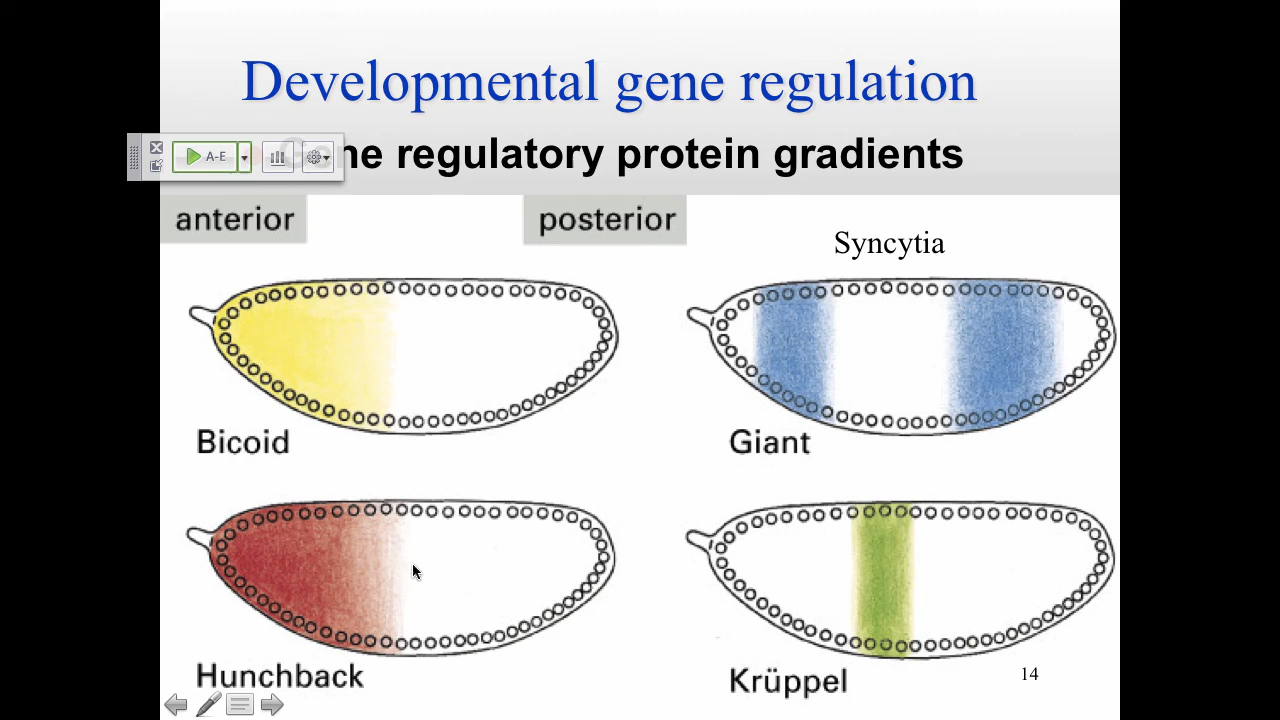 Developmental gene regulation
ne regulatory protein gradients
A-E
anterior
posterior
Syncytia
Bicoid
Giant
Hunchback
Krüppel
14